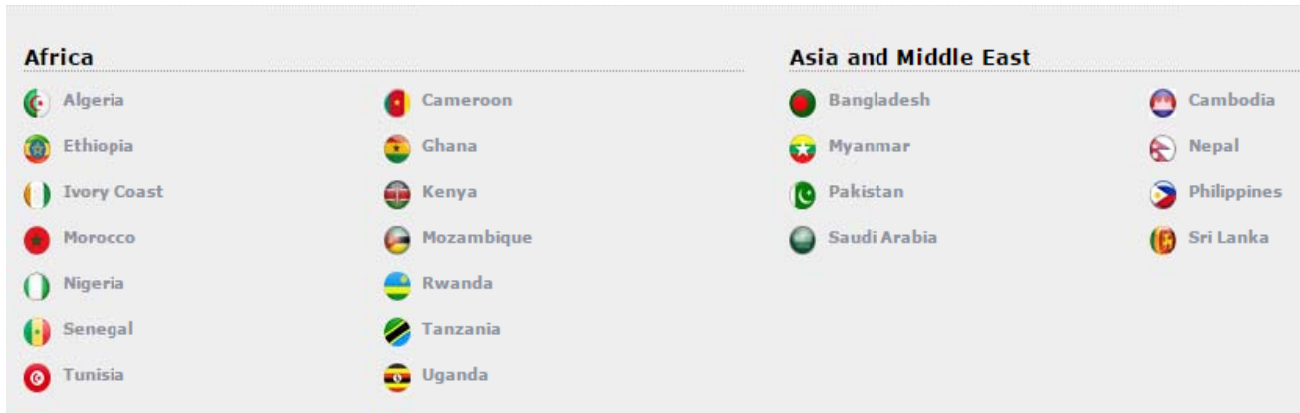 Africa
Algeria
Cameroon
Ethiopia
Ghana
Ivory Coast
Kenya
Morocco
Mozambique
Nigeria
Rwanda
Senegal
Tanzania
Tunisia
Uganda
Asia and Middle East
Bangladesh
Cambodia
Myanmar
Nepal
Pakistan
Philippines
Saudi Arabia
Sri Lanka